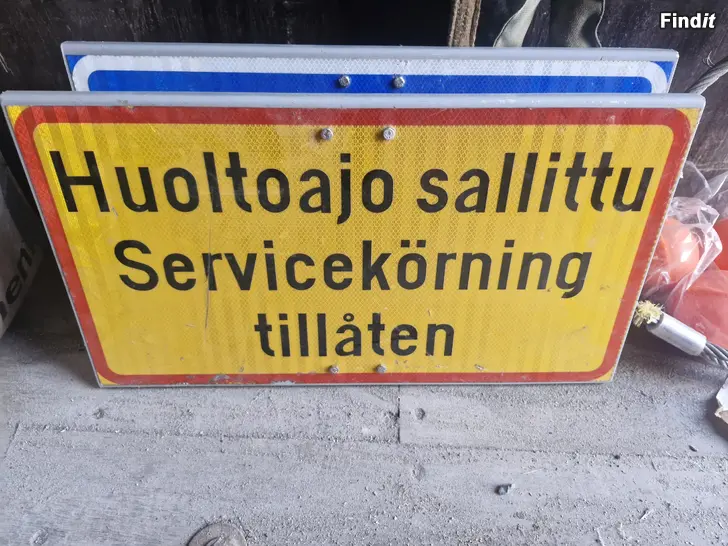 Findit
Huoltoajo sallittu
Servicekörning
tillåten